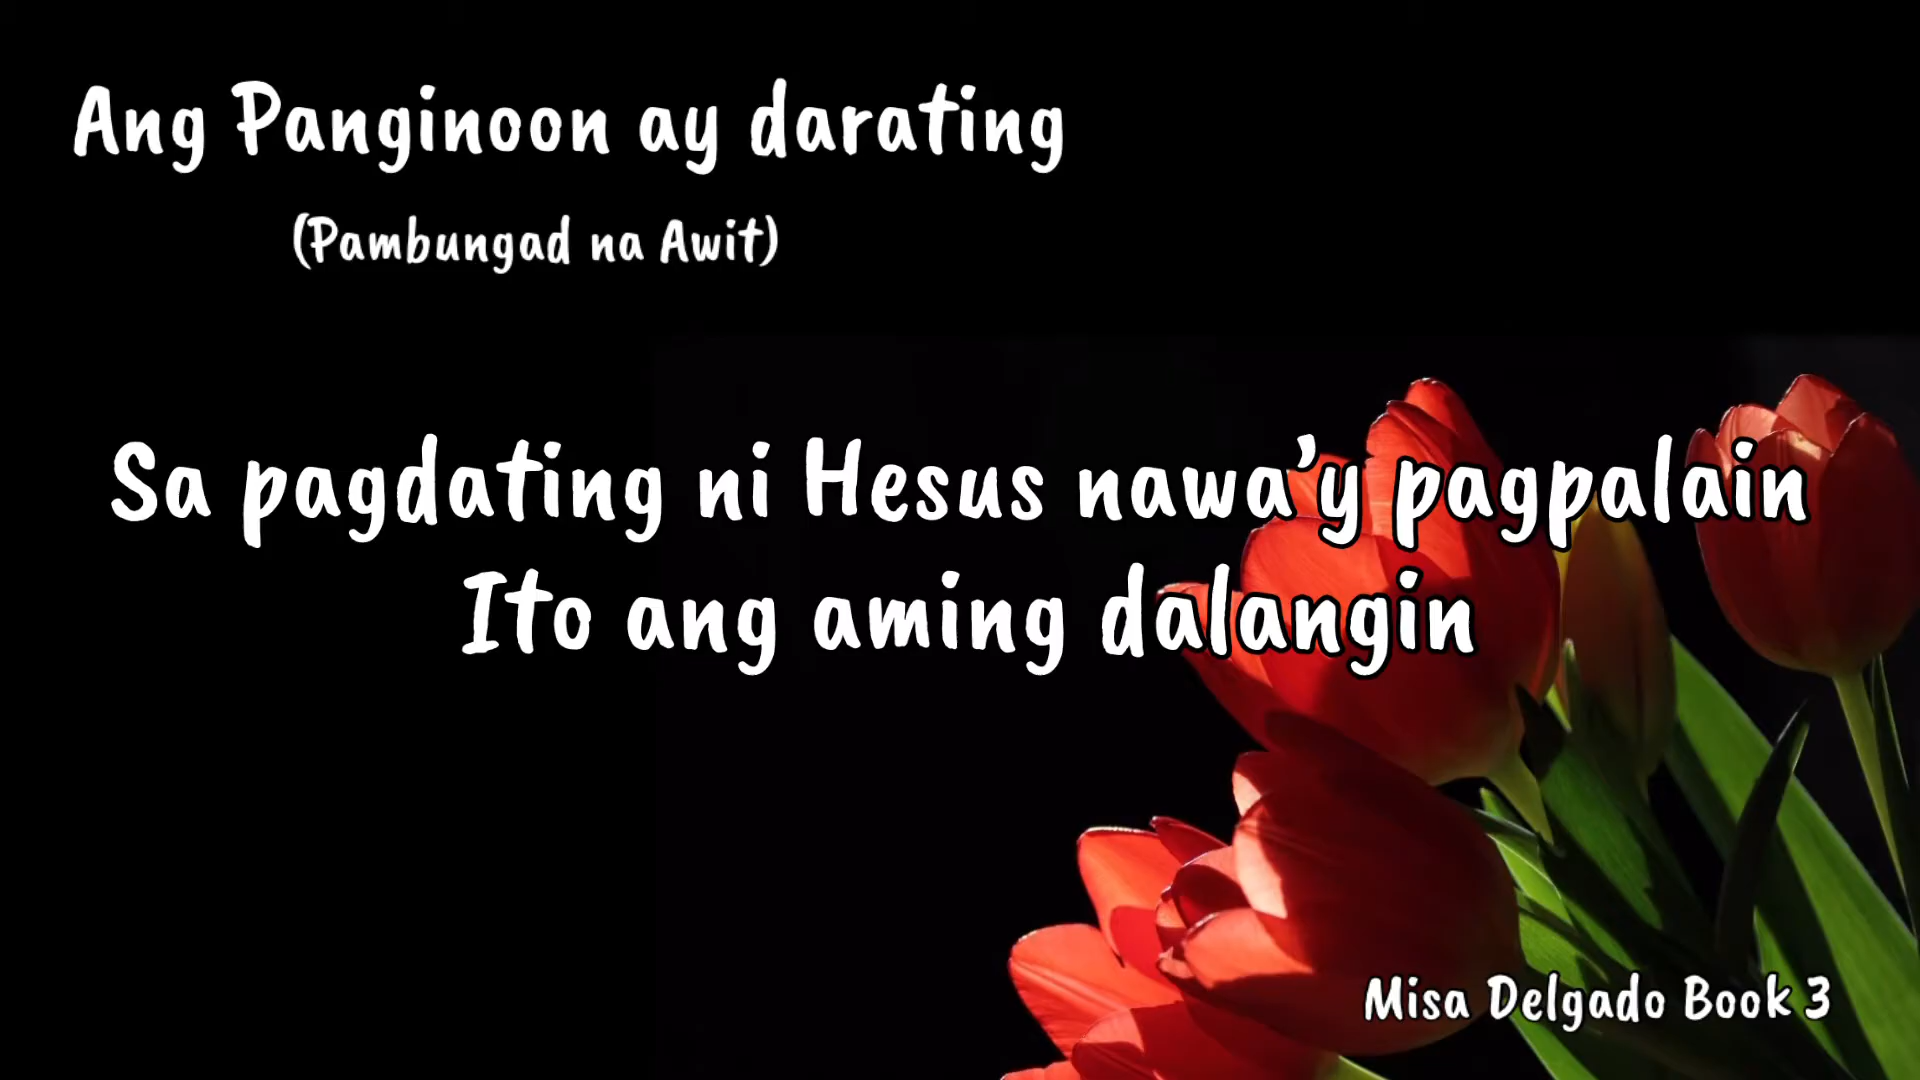 Ang Panginoon ay darating
(Pambungad na Awit)
Sa pagdating ni Hesus nawa’y pagpalain
Ito ang aming dalangin
Misa Delgado Book 3